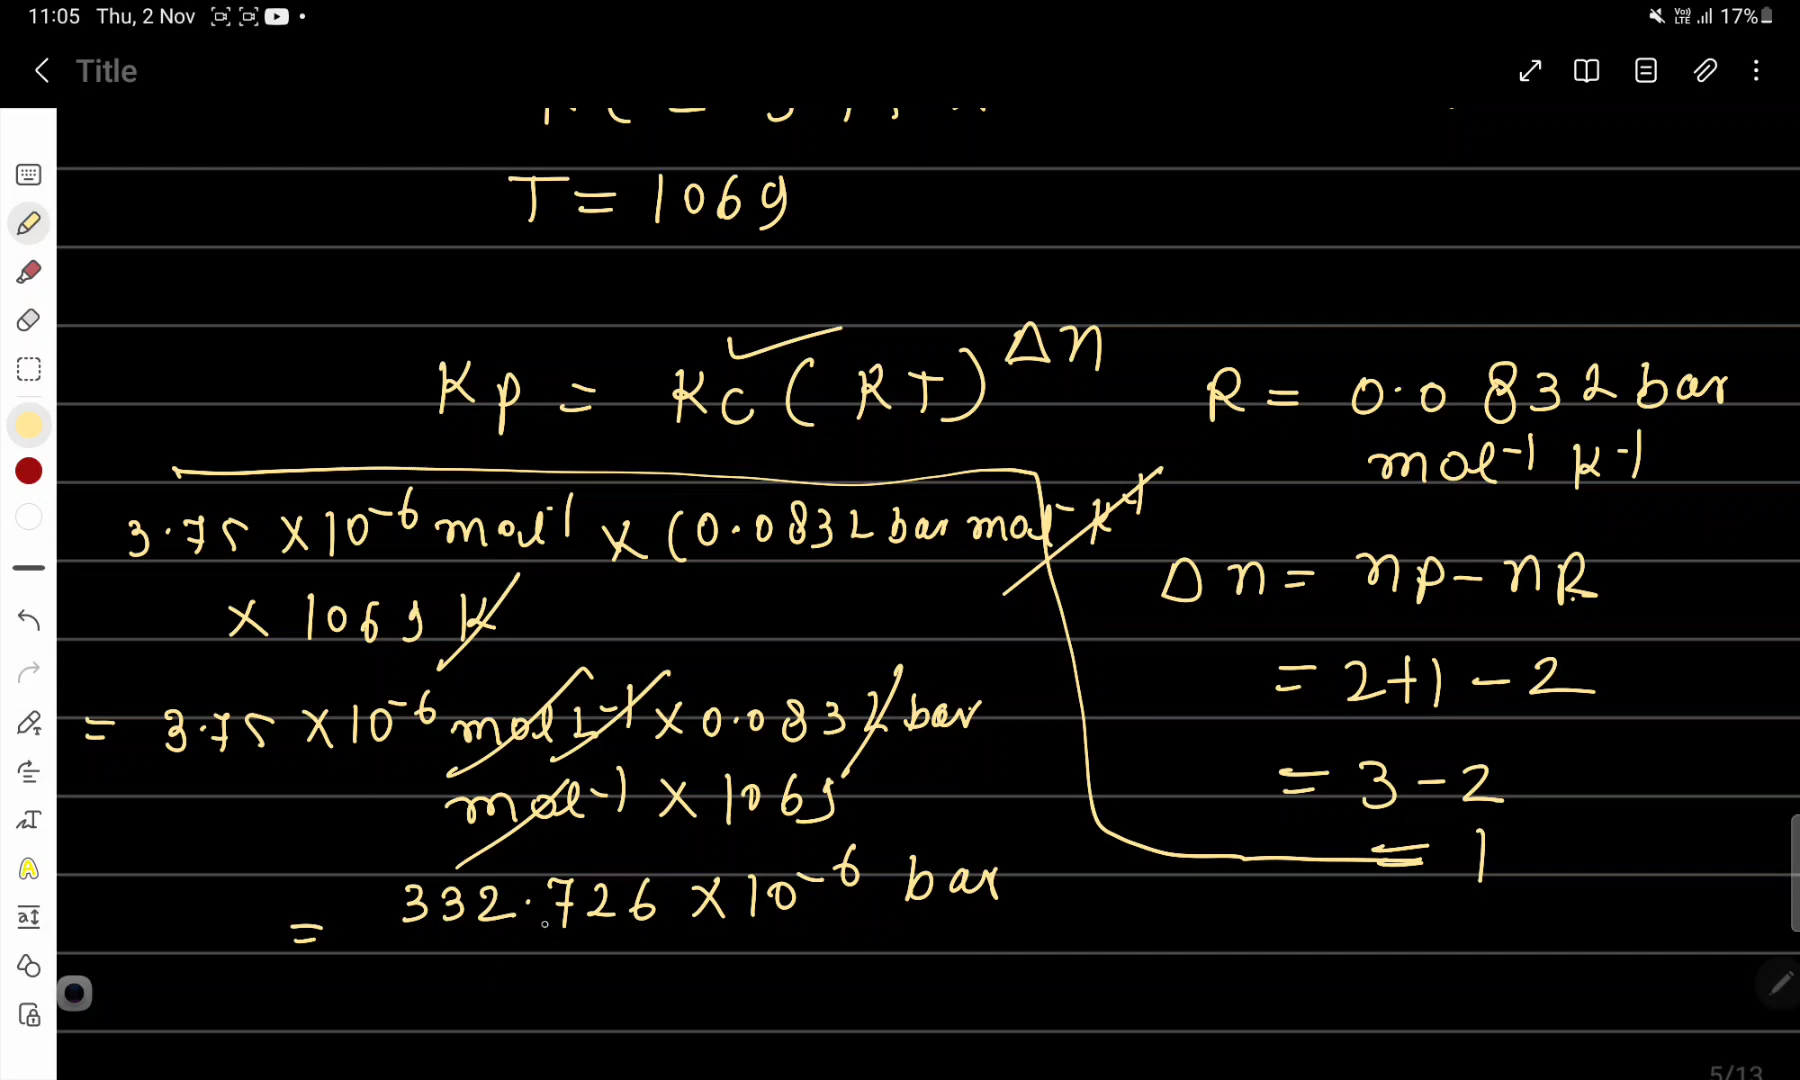 11:05 Thu, 2 Nov
17%
Title
T = 1069
Kp = Kc (RT)^Δn
R = 0.0832 bar
mol-1 K-1
3.75 × 10-6 mol-1 × (0.0832 bar mol- K-1
× 1069 K
= 3.75 × 10-6 mol L-1 × 0.083 L bar
mol-1 × 1069
= 332.726 × 10-6 bar
Δn = np - nR
= 2+1 - 2
= 3 - 2
= 1
5/13